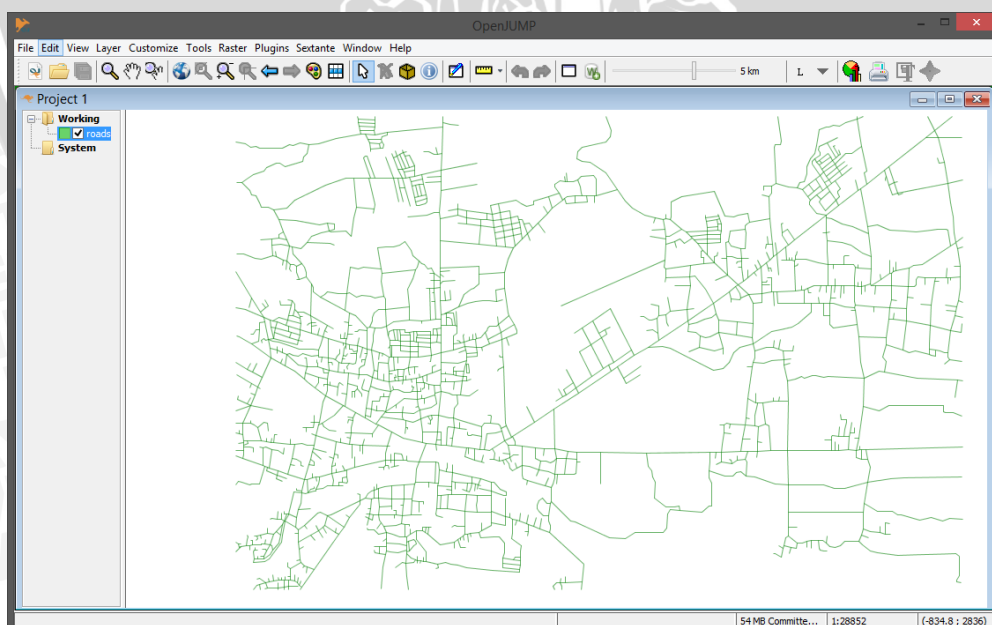 OpenJUMP
File Edit View Layer Customize Tools Raster Plugins Sextante Window Help
5 km L
Project 1
Working
roads
System
54 MB Committe... 1:28852 (-834.8 ; 2836)